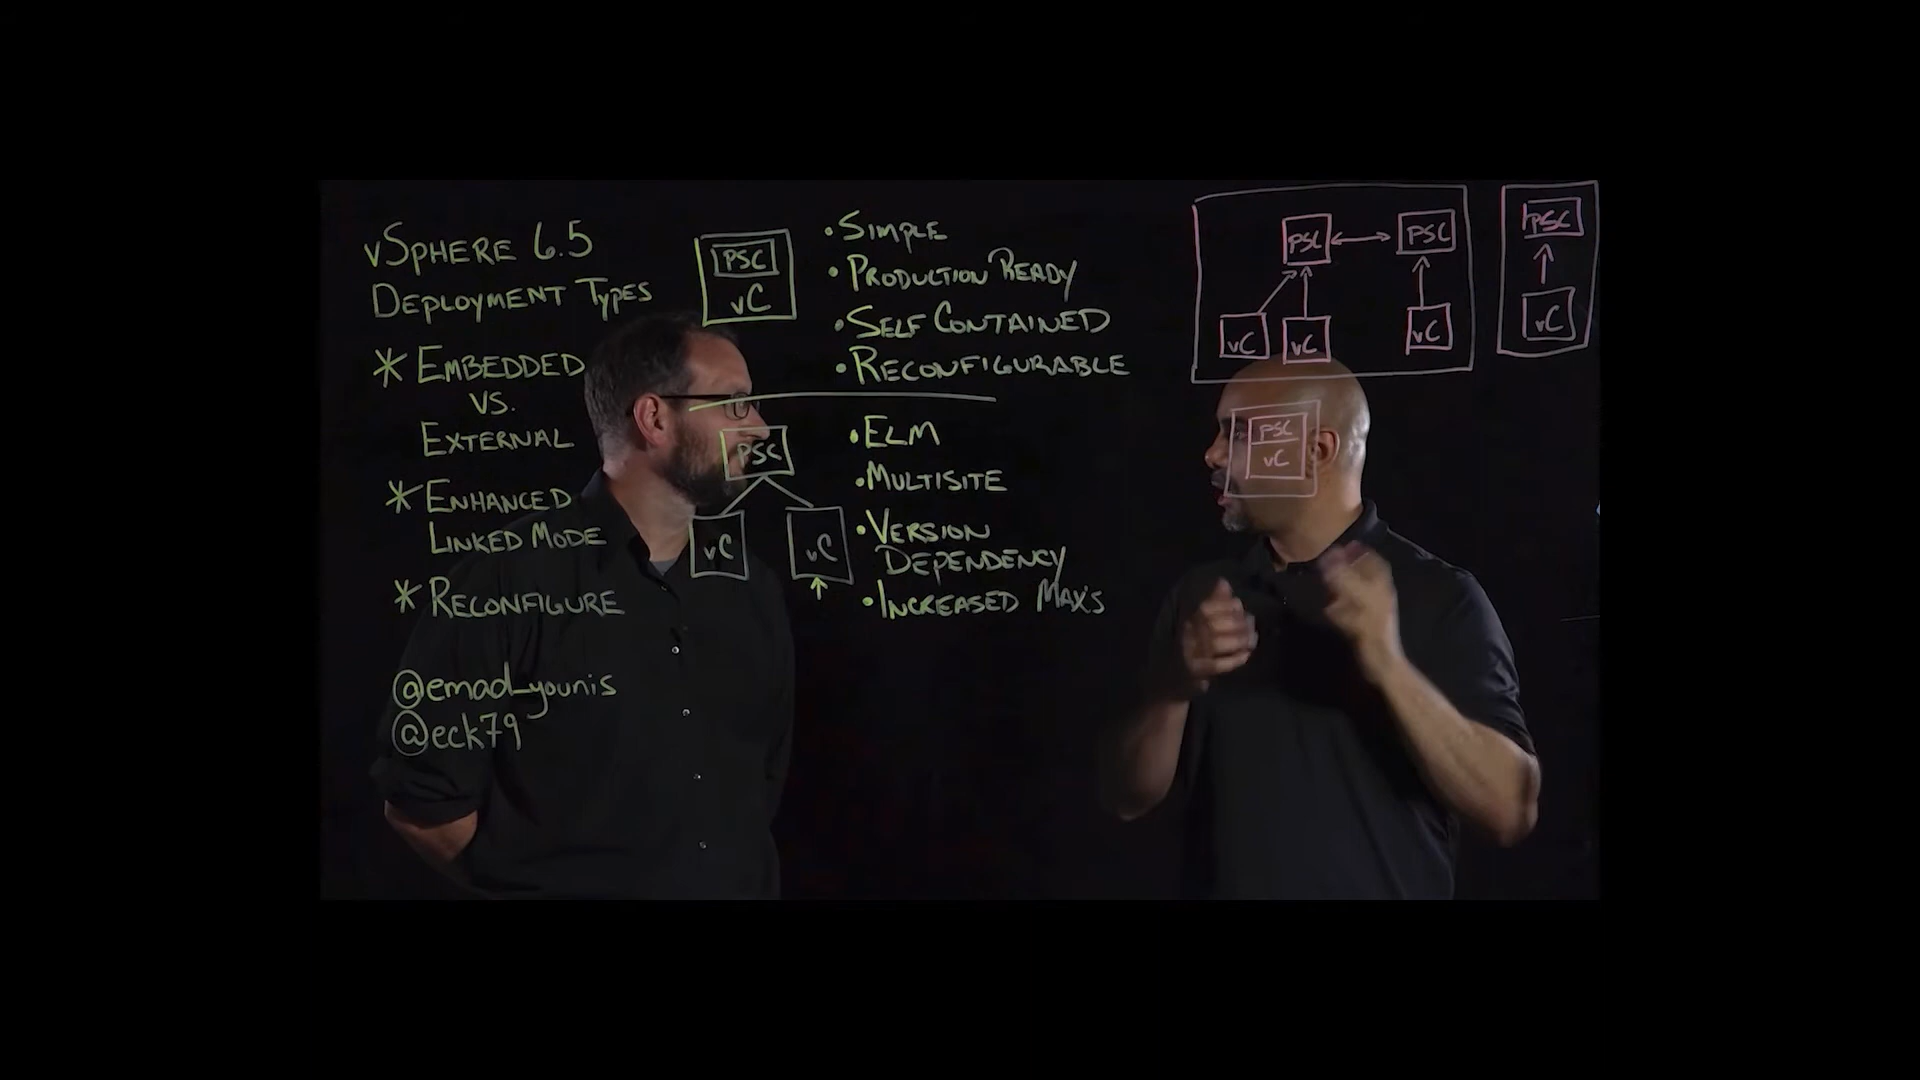 vSphere 6.5
Deployment Types
* Embedded
vs.
External
* Enhanced
Linked Mode
* Reconfigure
@emad_younis
@eck79
PSC
vC
• Simple
• Production Ready
• Self Contained
• Reconfigurable
PSC
vC vC
• ELM
• Multisite
• Version
Dependency
• Increased Max's
PSC PSC
vC vC vC
PSC
vC
PSC
vC